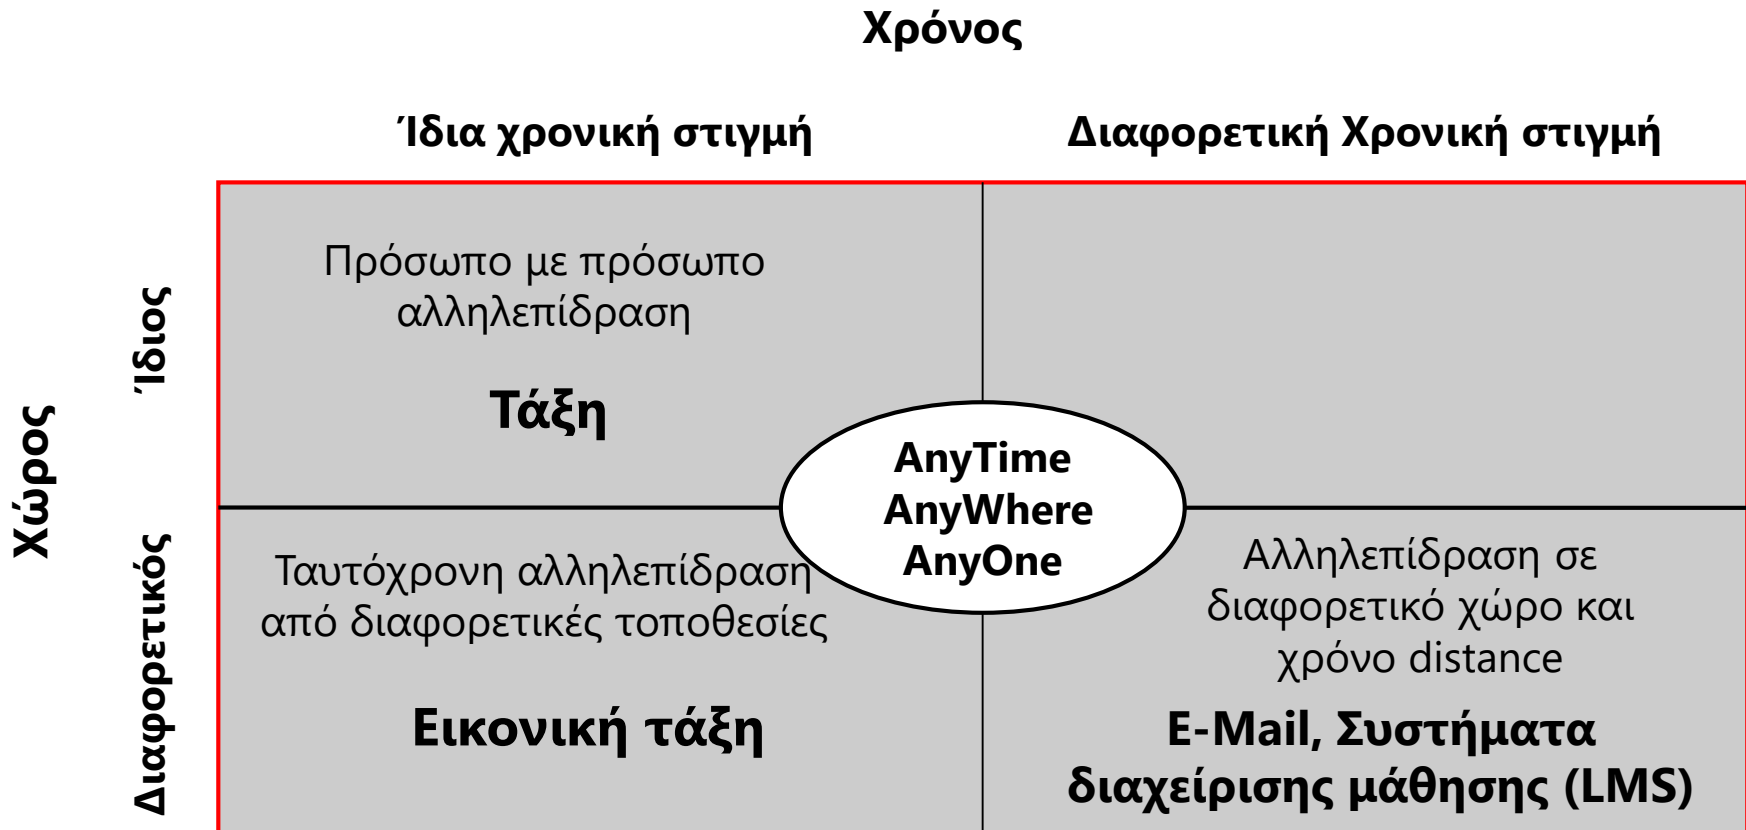 Χρόνος
Ίδια χρονική στιγμή
Διαφορετική Χρονική στιγμή
Χώρος
Ίδιος
Πρόσωπο με πρόσωπο
αλληλεπίδραση
Τάξη
AnyTime
AnyWhere
AnyOne
Διαφορετικός
Ταυτόχρονη αλληλεπίδραση
από διαφορετικές τοποθεσίες
Εικονική τάξη
Αλληλεπίδραση σε
διαφορετικό χώρο και
χρόνο distance
E-Mail, Συστήματα
διαχείρισης μάθησης (LMS)